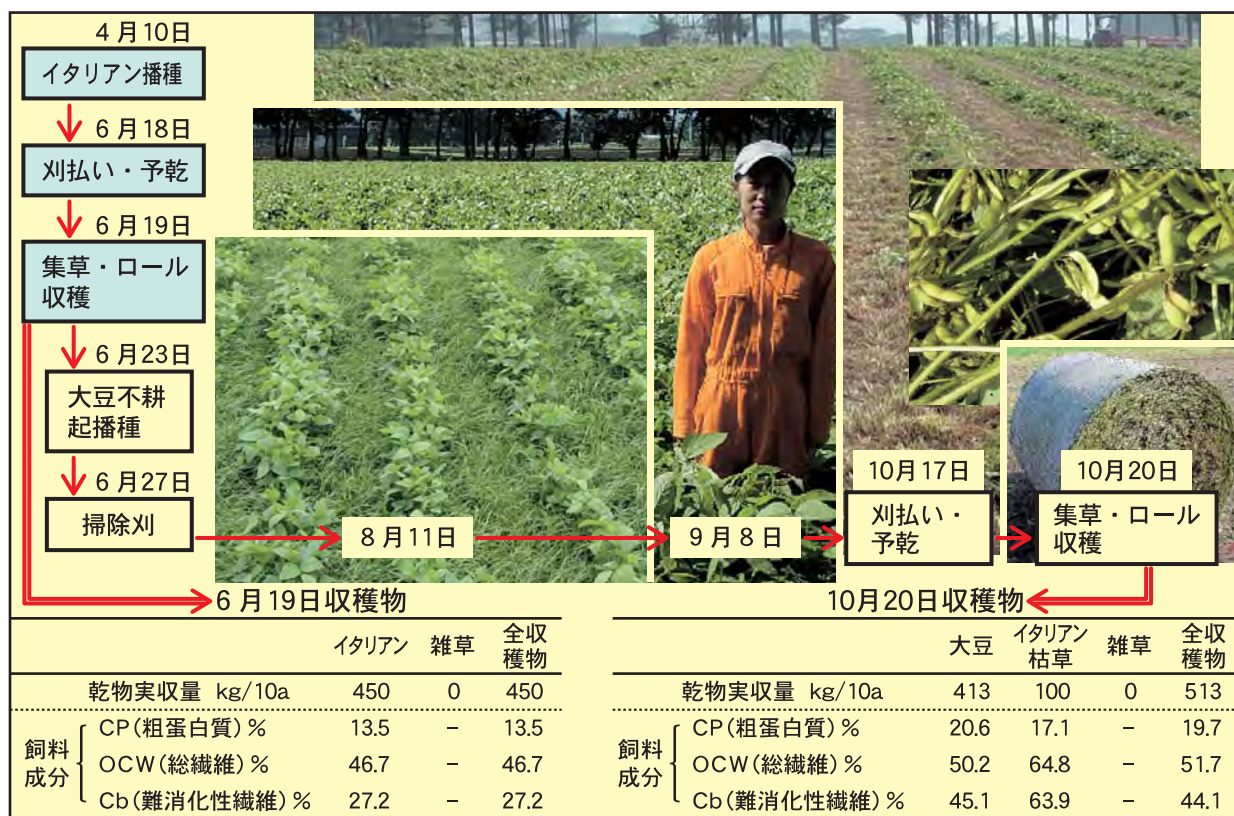 4月10日
イタリアン播種
6月18日
刈払い・予乾
6月19日
集草・ロール
収穫
6月23日
大豆不耕
起播種
6月27日
掃除刈
8月11日
9月8日
10月17日
刈払い・
予乾
10月20日
集草・ロール
収穫
6月19日収穫物
イタリアン 雑草 全収穫物
乾物実収量 kg/10a 450 0 450
飼料成分
CP(粗蛋白質)% 13.5 − 13.5
OCW(総繊維)% 46.7 − 46.7
Cb(難消化性繊維)% 27.2 − 27.2
10月20日収穫物
大豆 イタリアン枯草 雑草 全収穫物
乾物実収量 kg/10a 413 100 0 513
飼料成分
CP(粗蛋白質)% 20.6 17.1 − 19.7
OCW(総繊維)% 50.2 64.8 − 51.7
Cb(難消化性繊維)% 45.1 63.9 − 44.1